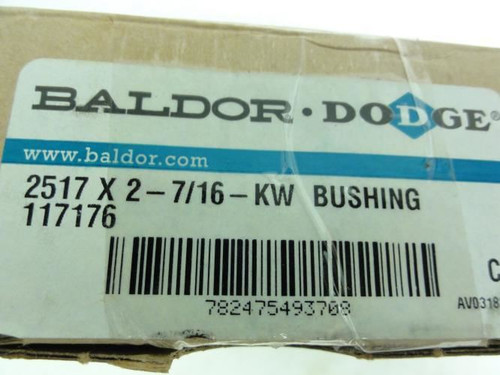 BALDOR · DODGE®
www.baldor.com
2517 X 2-7/16-KW BUSHING
117176
C
782475493708
AV0318